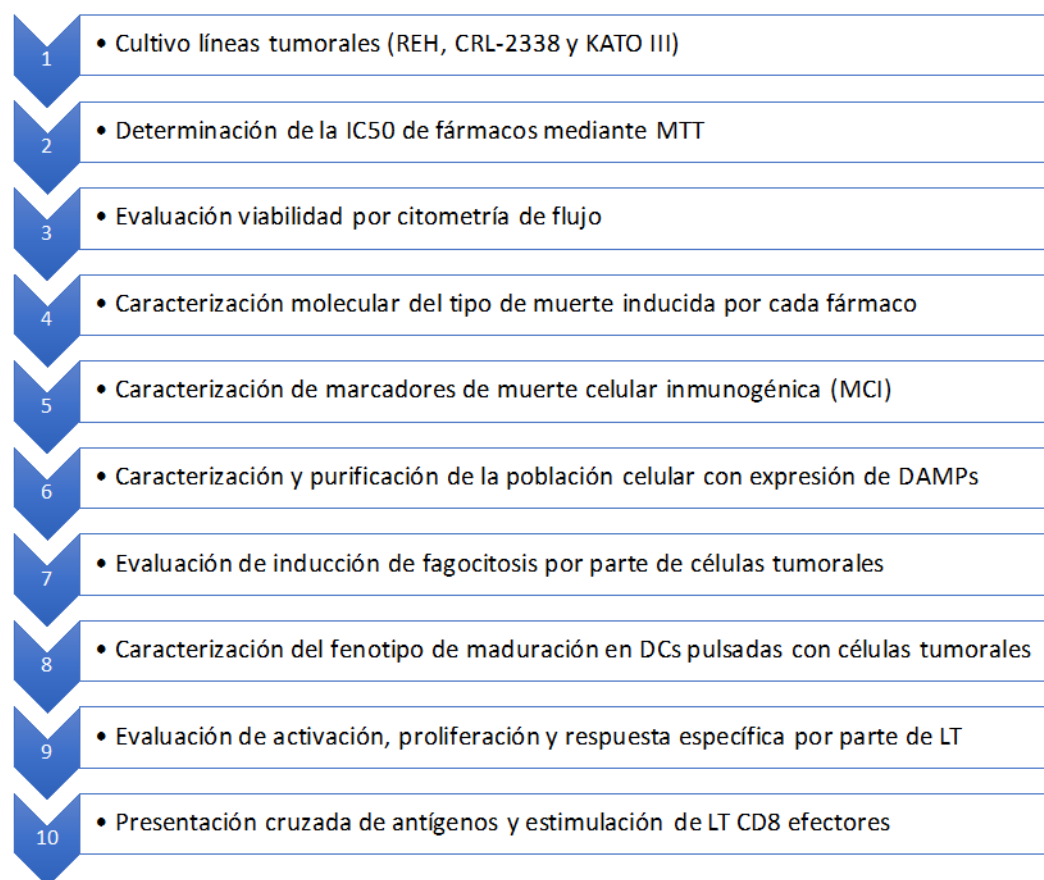 1
• Cultivo líneas tumorales (REH, CRL-2338 y KATO III)
2
• Determinación de la IC50 de fármacos mediante MTT
3
• Evaluación viabilidad por citometría de flujo
4
• Caracterización molecular del tipo de muerte inducida por cada fármaco
5
• Caracterización de marcadores de muerte celular inmunogénica (MCI)
6
• Caracterización y purificación de la población celular con expresión de DAMPs
7
• Evaluación de inducción de fagocitosis por parte de células tumorales
8
• Caracterización del fenotipo de maduración en DCs pulsadas con células tumorales
9
• Evaluación de activación, proliferación y respuesta específica por parte de LT
10
• Presentación cruzada de antígenos y estimulación de LT CD8 efectores